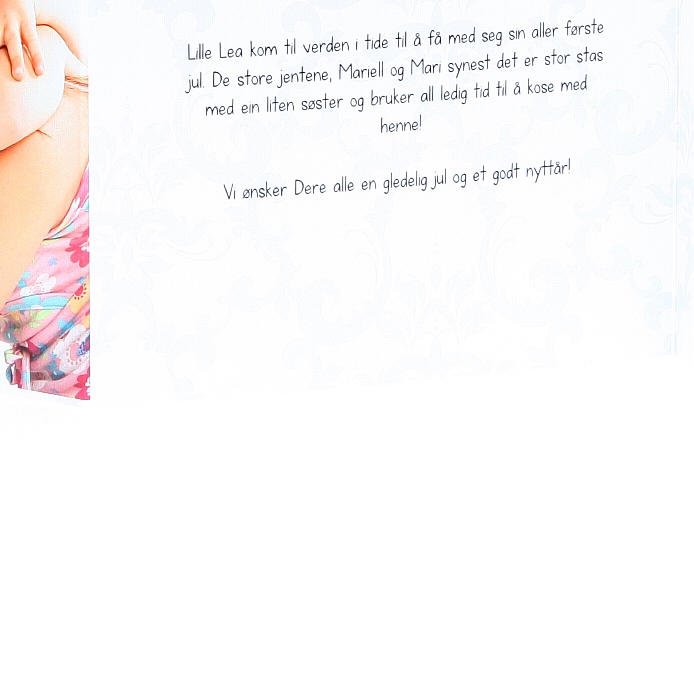 Lille Lea kom til verden i tide til å få med seg sin aller første
jul. De store jentene, Mariell og Mari synest det er stor stas
med ein liten søster og bruker all ledig tid til å kose med
henne!
Vi ønsker Dere alle en gledelig jul og et godt nyttår!